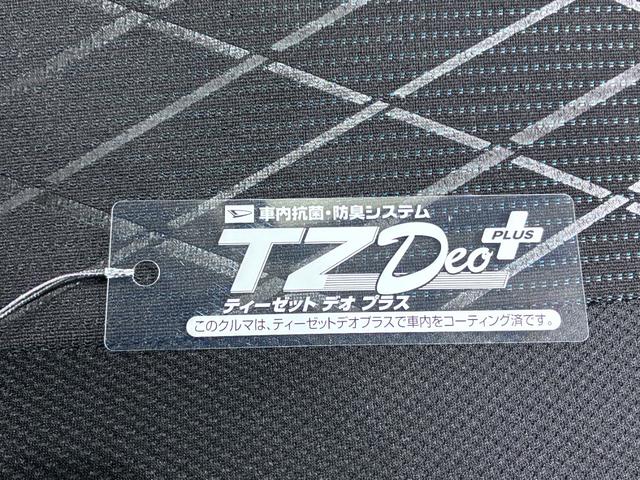 車内抗菌・防臭システム
TZ Deo PLUS
ティーゼット デオ プラス
このクルマは、ティーゼットデオプラスで車内をコーティング済です。